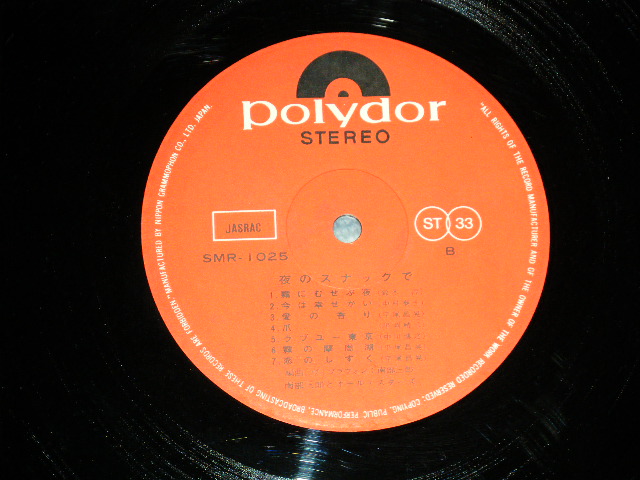 polydor
STEREO
JASRAC
ST 33
SMR-1025
B
夜のスナックで
1 霧にむせぶ夜
2 今は幸せかい
3 愛の香り
4 爪
5 ラブユー東京
6 霧の摩周湖
7 恋のしずく
"ALL RIGHTS OF THE RECORD MANUFACTURER AND OF THE OWNER OF THE WORK RECORDED RESERVED: COPYING, PUBLIC PERFORMANCE, BROADCASTING OF THESE RECORDS ARE FORBIDDEN" MANUFACTURED BY NIPPON GRAMMOPHON CO., LTD. JAPAN.